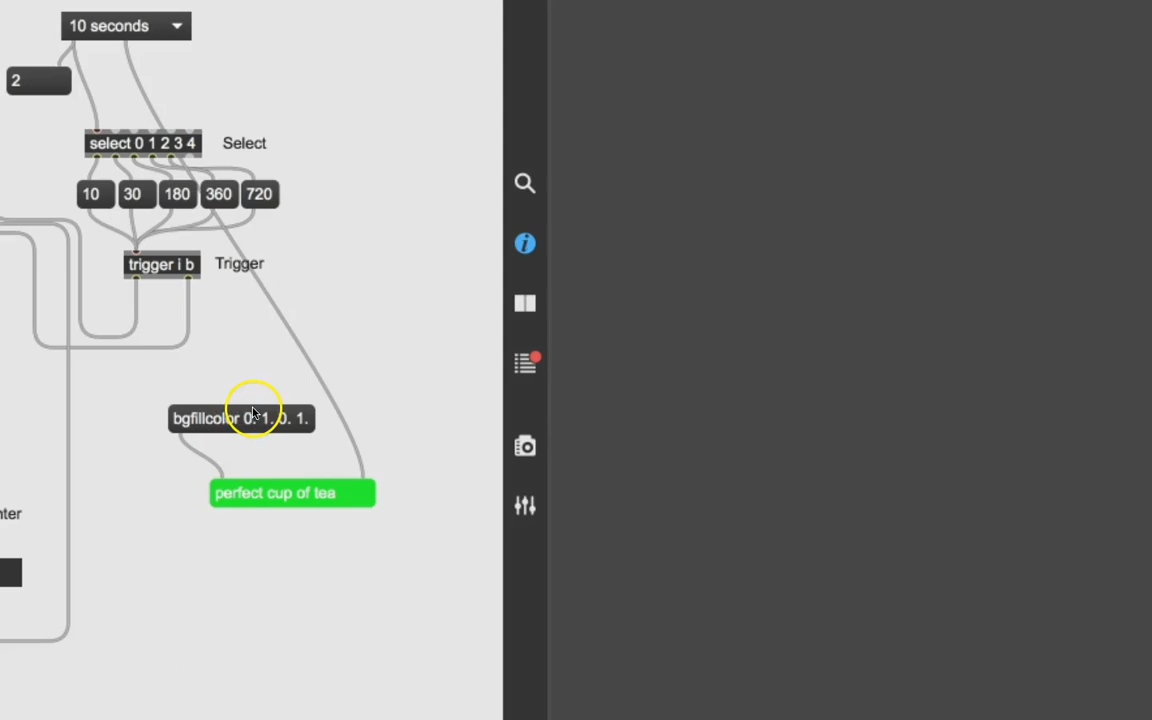 10 seconds
2
select 0 1 2 3 4
Select
10
30
180
360
720
trigger i b
Trigger
bgfillcolor 0. 1. 0. 1.
perfect cup of tea
nter